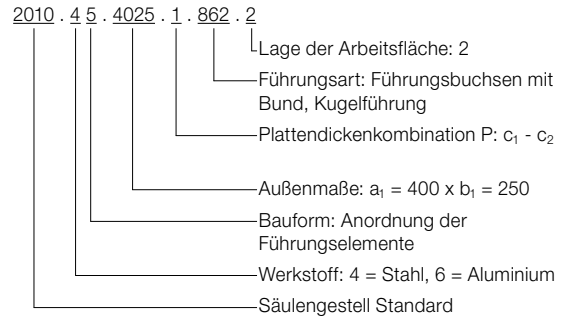 2010 . 4 5 . 4025 . 1 . 862 . 2
Lage der Arbeitsfläche: 2
Führungsart: Führungsbuchsen mit
Bund, Kugelführung
Plattendickenkombination P: c₁ - c₂
Außenmaße: a₁ = 400 x b₁ = 250
Bauform: Anordnung der
Führungselemente
Werkstoff: 4 = Stahl, 6 = Aluminium
Säulengestell Standard